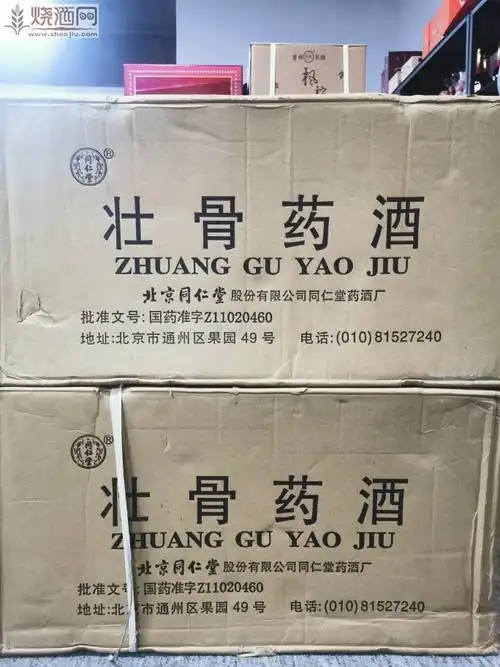 烧酒网
www.shaojiu.com
同仁堂®
壮骨药酒
ZHUANG GU YAO JIU
北京同仁堂股份有限公司同仁堂药酒厂
批准文号:国药准字Z11020460
地址:北京市通州区果园49号 电话:(010)81527240
同仁堂®
壮骨药酒
ZHUANG GU YAO JIU
北京同仁堂股份有限公司同仁堂药酒厂
批准文号:国药准字Z11020460
地址:北京市通州区果园49号 电话:(010)81527240